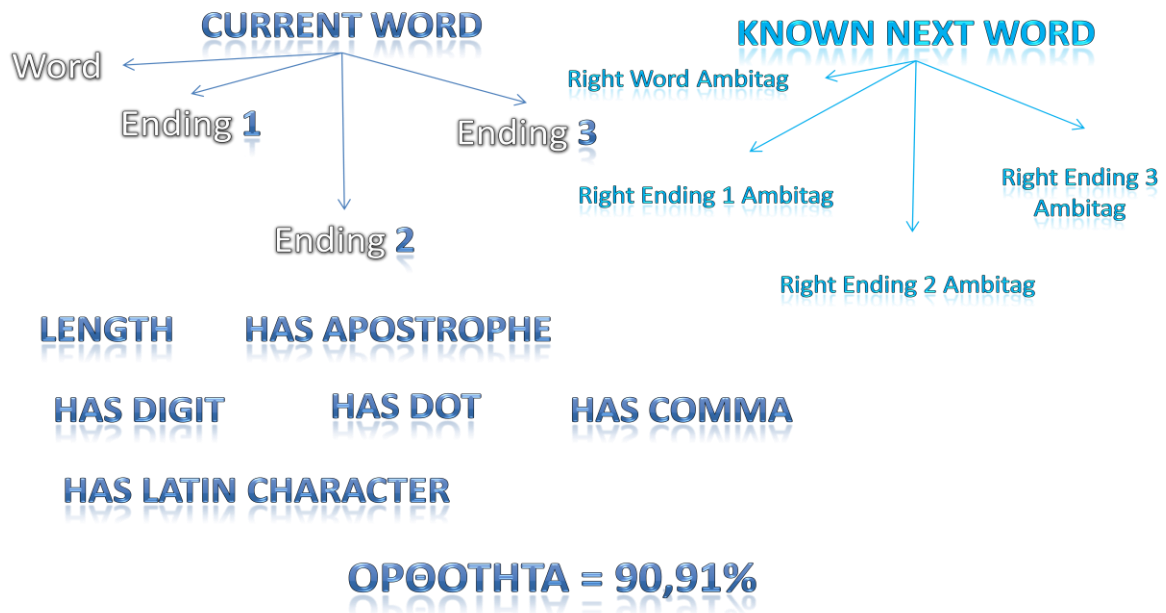 CURRENT WORD
Word
Ending 1
Ending 2
Ending 3
KNOWN NEXT WORD
Right Word Ambitag
Right Ending 1 Ambitag
Right Ending 2 Ambitag
Right Ending 3
Ambitag
LENGTH
HAS APOSTROPHE
HAS DIGIT
HAS DOT
HAS COMMA
HAS LATIN CHARACTER
ΟΡΘΟΤΗΤΑ = 90,91%